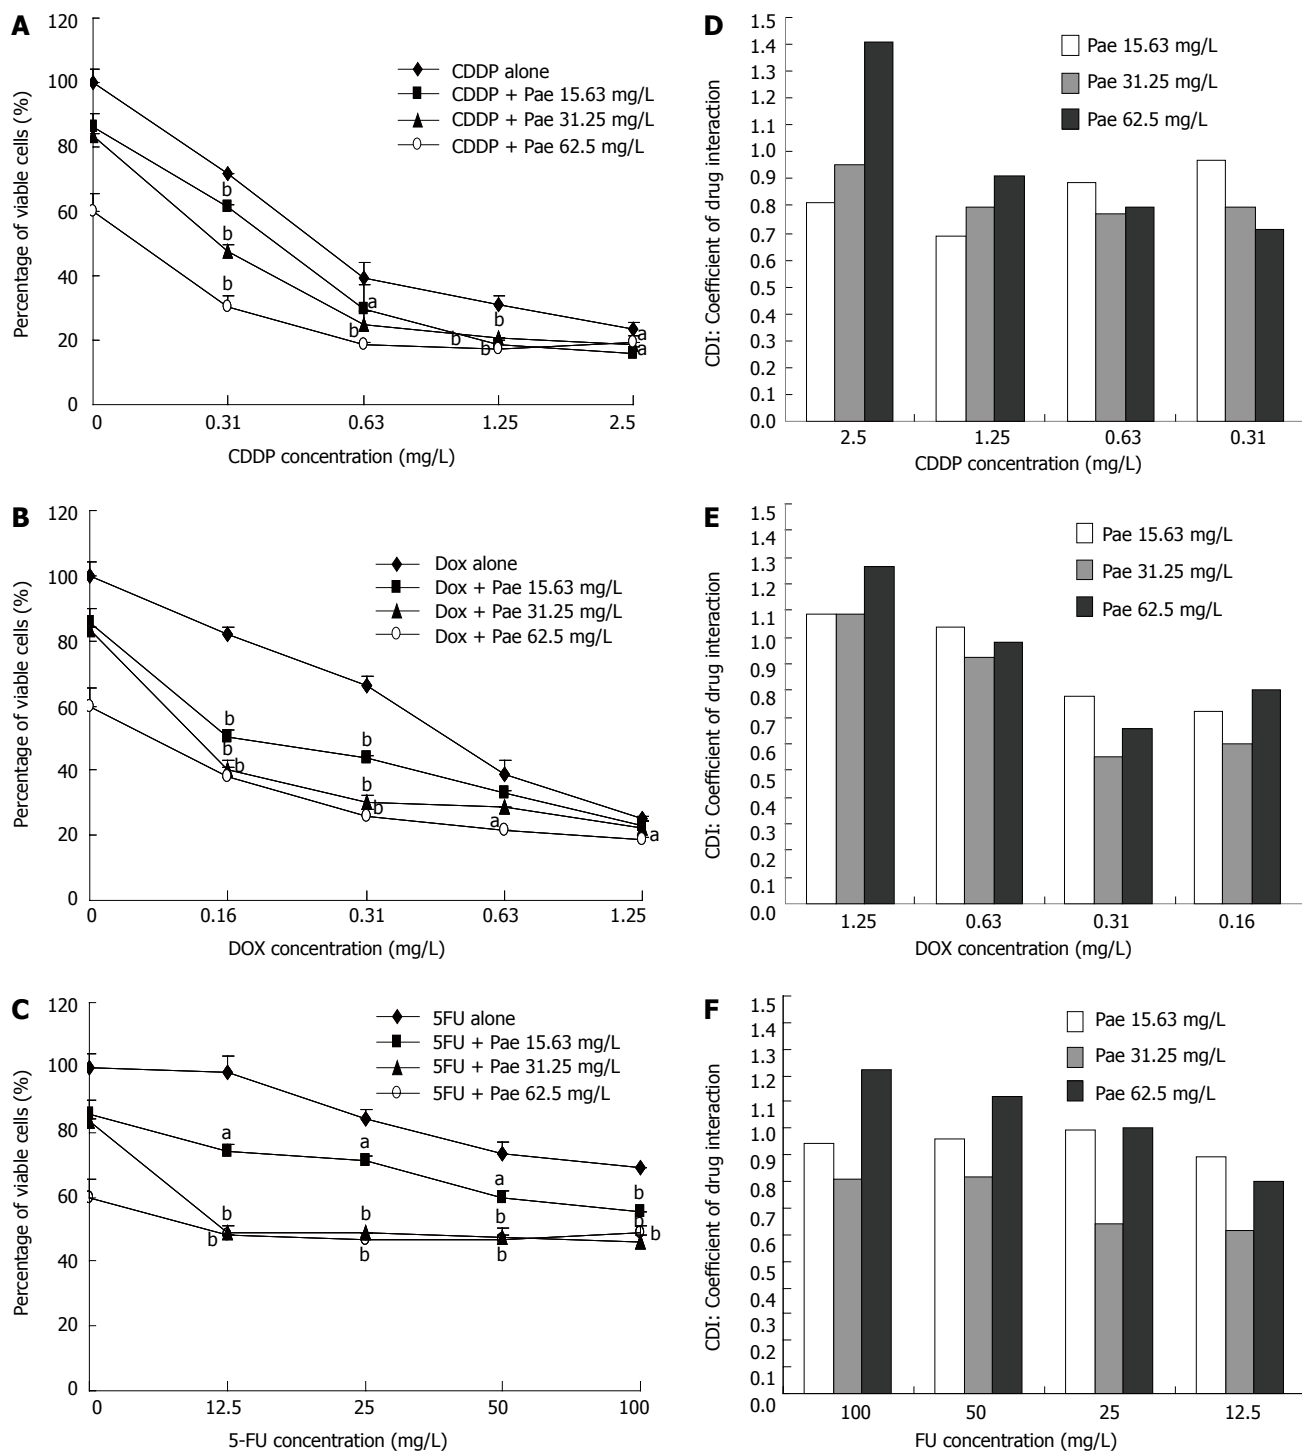 A
120
100
80
60
40
20
0
Percentage of viable cells (%)
CDDP alone
CDDP + Pae 15.63 mg/L
CDDP + Pae 31.25 mg/L
CDDP + Pae 62.5 mg/L
b
b
b
a
b
b
b
b
a
a
0 0.31 0.63 1.25 2.5
CDDP concentration (mg/L)
D
1.5
1.4
1.3
1.2
1.1
1.0
0.9
0.8
0.7
0.6
0.5
0.4
0.3
0.2
0.1
0.0
CDI: Coefficient of drug interaction
Pae 15.63 mg/L
Pae 31.25 mg/L
Pae 62.5 mg/L
2.5 1.25 0.63 0.31
CDDP concentration (mg/L)
B
120
100
80
60
40
20
0
Percentage of viable cells (%)
Dox alone
Dox + Pae 15.63 mg/L
Dox + Pae 31.25 mg/L
Dox + Pae 62.5 mg/L
b
b
b
b
b
b
a
a
0 0.16 0.31 0.63 1.25
DOX concentration (mg/L)
E
1.5
1.4
1.3
1.2
1.1
1.0
0.9
0.8
0.7
0.6
0.5
0.4
0.3
0.2
0.1
0.0
CDI: Coefficient of drug interaction
Pae 15.63 mg/L
Pae 31.25 mg/L
Pae 62.5 mg/L
1.25 0.63 0.31 0.16
DOX concentration (mg/L)
C
120
100
80
60
40
20
0
Percentage of viable cells (%)
5FU alone
5FU + Pae 15.63 mg/L
5FU + Pae 31.25 mg/L
5FU + Pae 62.5 mg/L
a
a
a
b
b
b
b
b
b
b
b
b
0 12.5 25 50 100
5-FU concentration (mg/L)
F
1.5
1.4
1.3
1.2
1.1
1.0
0.9
0.8
0.7
0.6
0.5
0.4
0.3
0.2
0.1
0.0
CDI: Coefficient of drug interaction
Pae 15.63 mg/L
Pae 31.25 mg/L
Pae 62.5 mg/L
100 50 25 12.5
FU concentration (mg/L)